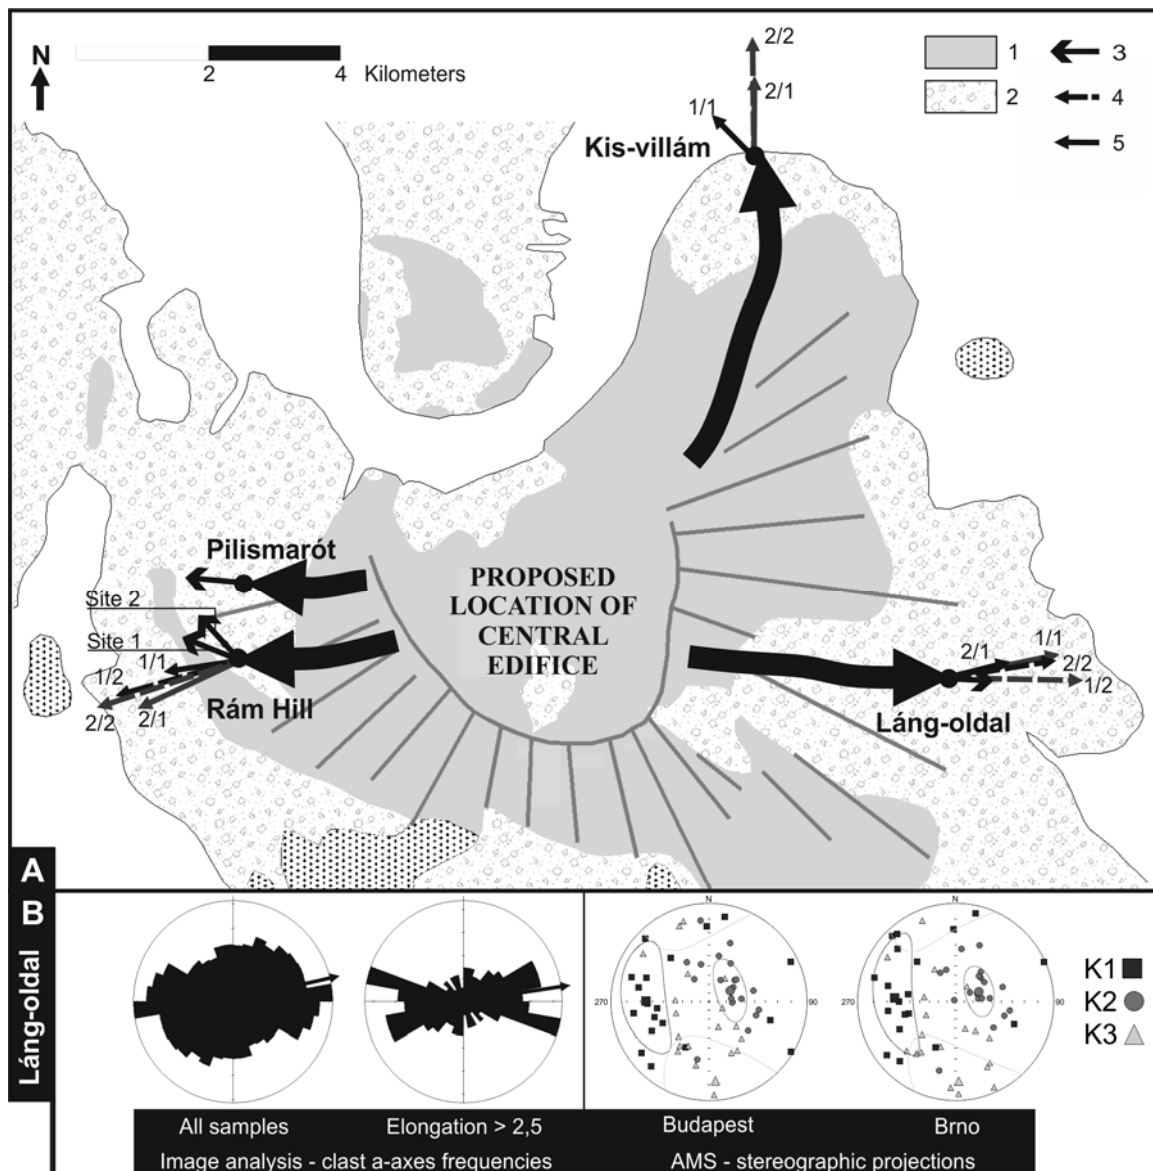 N
2 4 Kilometers
1 3
2 4
5
2/2
2/1
1/1
Kis-villám
Pilismarót
Site 2
Site 1
1/1
1/2
2/2 2/1
Rám Hill
PROPOSED
LOCATION OF
CENTRAL
EDIFICE
2/1 1/1
2/2
1/2
Láng-oldal
A
B
Láng-oldal
N
270 90
N
270 90
K1
K2
K3
All samples Elongation > 2,5 Budapest Brno
Image analysis - clast a-axes frequencies AMS - stereographic projections